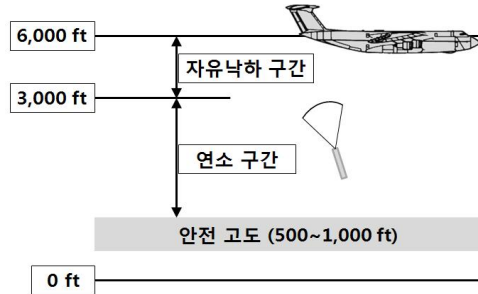 6,000 ft
자유낙하 구간
3,000 ft
연소 구간
안전 고도 (500~1,000 ft)
0 ft